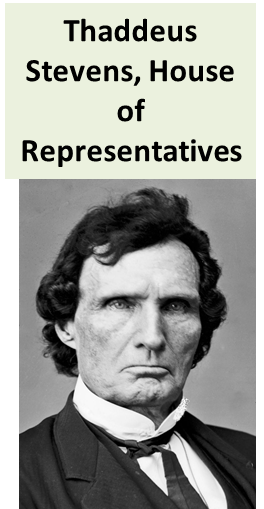 Thaddeus
Stevens, House
of
Representatives